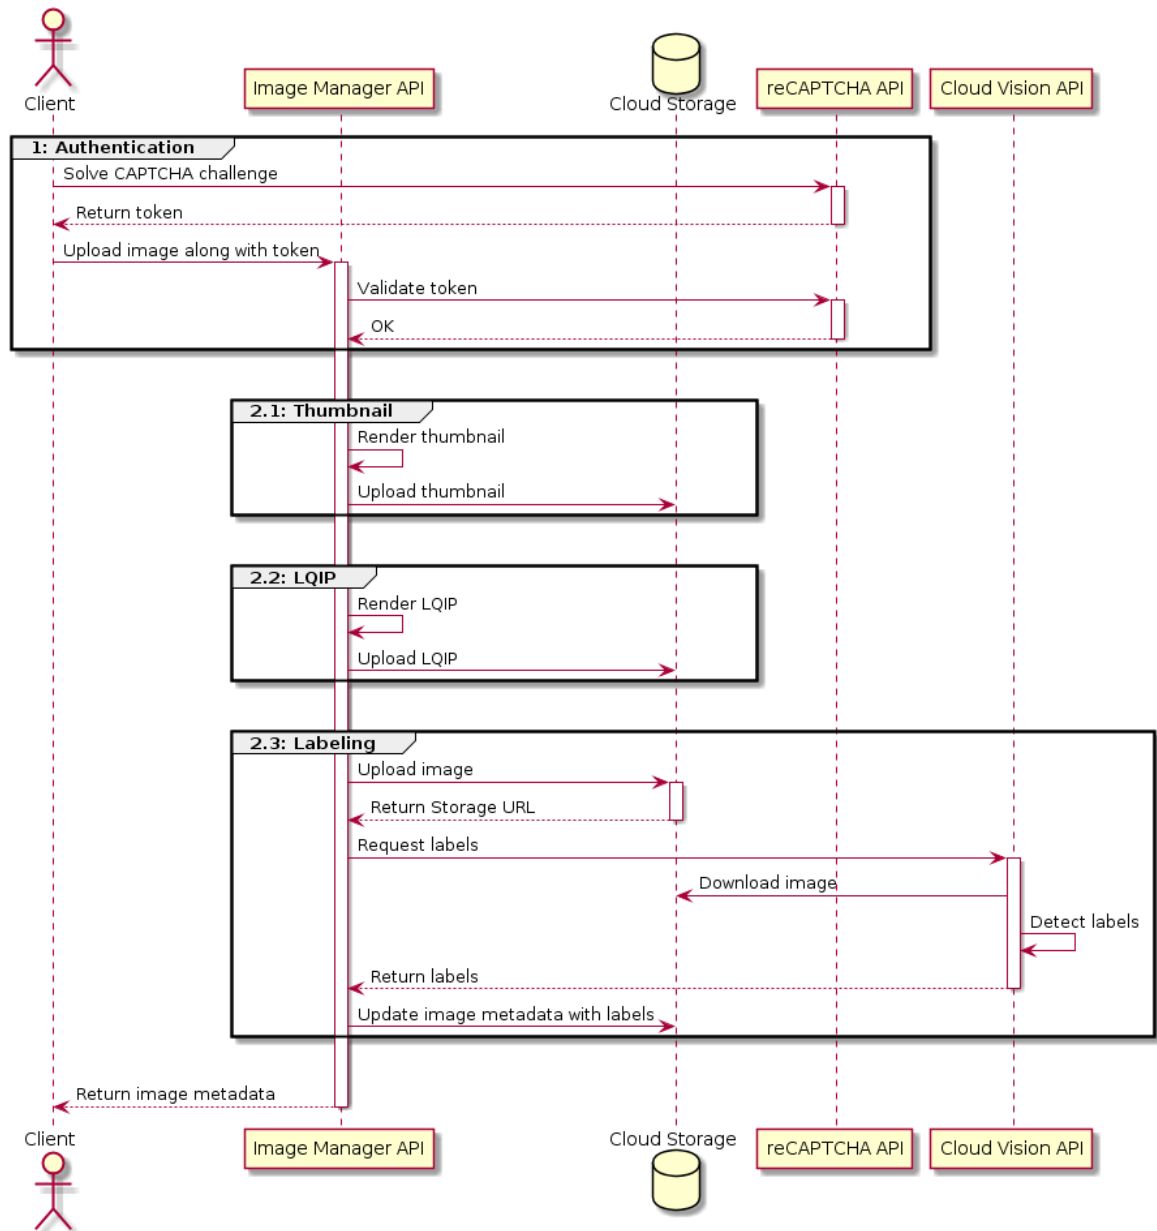 Client
Image Manager API
Cloud Storage
reCAPTCHA API
Cloud Vision API
1: Authentication
Solve CAPTCHA challenge
Return token
Upload image along with token
Validate token
OK
2.1: Thumbnail
Render thumbnail
Upload thumbnail
2.2: LQIP
Render LQIP
Upload LQIP
2.3: Labeling
Upload image
Return Storage URL
Request labels
Download image
Detect labels
Return labels
Update image metadata with labels
Return image metadata
Client
Image Manager API
Cloud Storage
reCAPTCHA API
Cloud Vision API